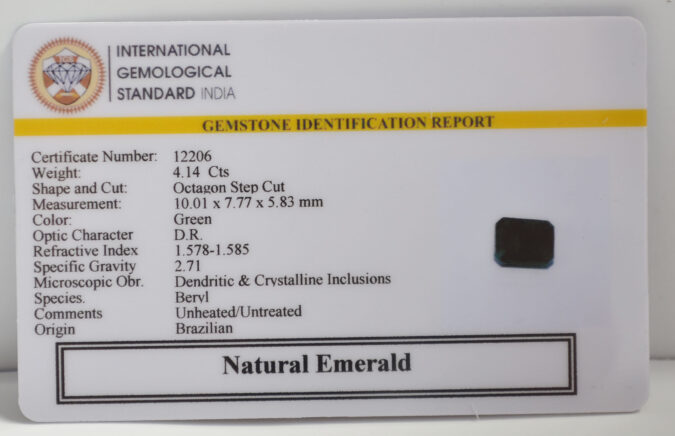 INTERNATIONAL
GEMOLOGICAL
STANDARD INDIA
GEMSTONE IDENTIFICATION REPORT
Certificate Number: 12206
Weight: 4.14 Cts
Shape and Cut: Octagon Step Cut
Measurement: 10.01 x 7.77 x 5.83 mm
Color: Green
Optic Character D.R.
Refractive Index 1.578-1.585
Specific Gravity 2.71
Microscopic Obr. Dendritic & Crystalline Inclusions
Species. Beryl
Comments Unheated/Untreated
Origin Brazilian
Natural Emerald